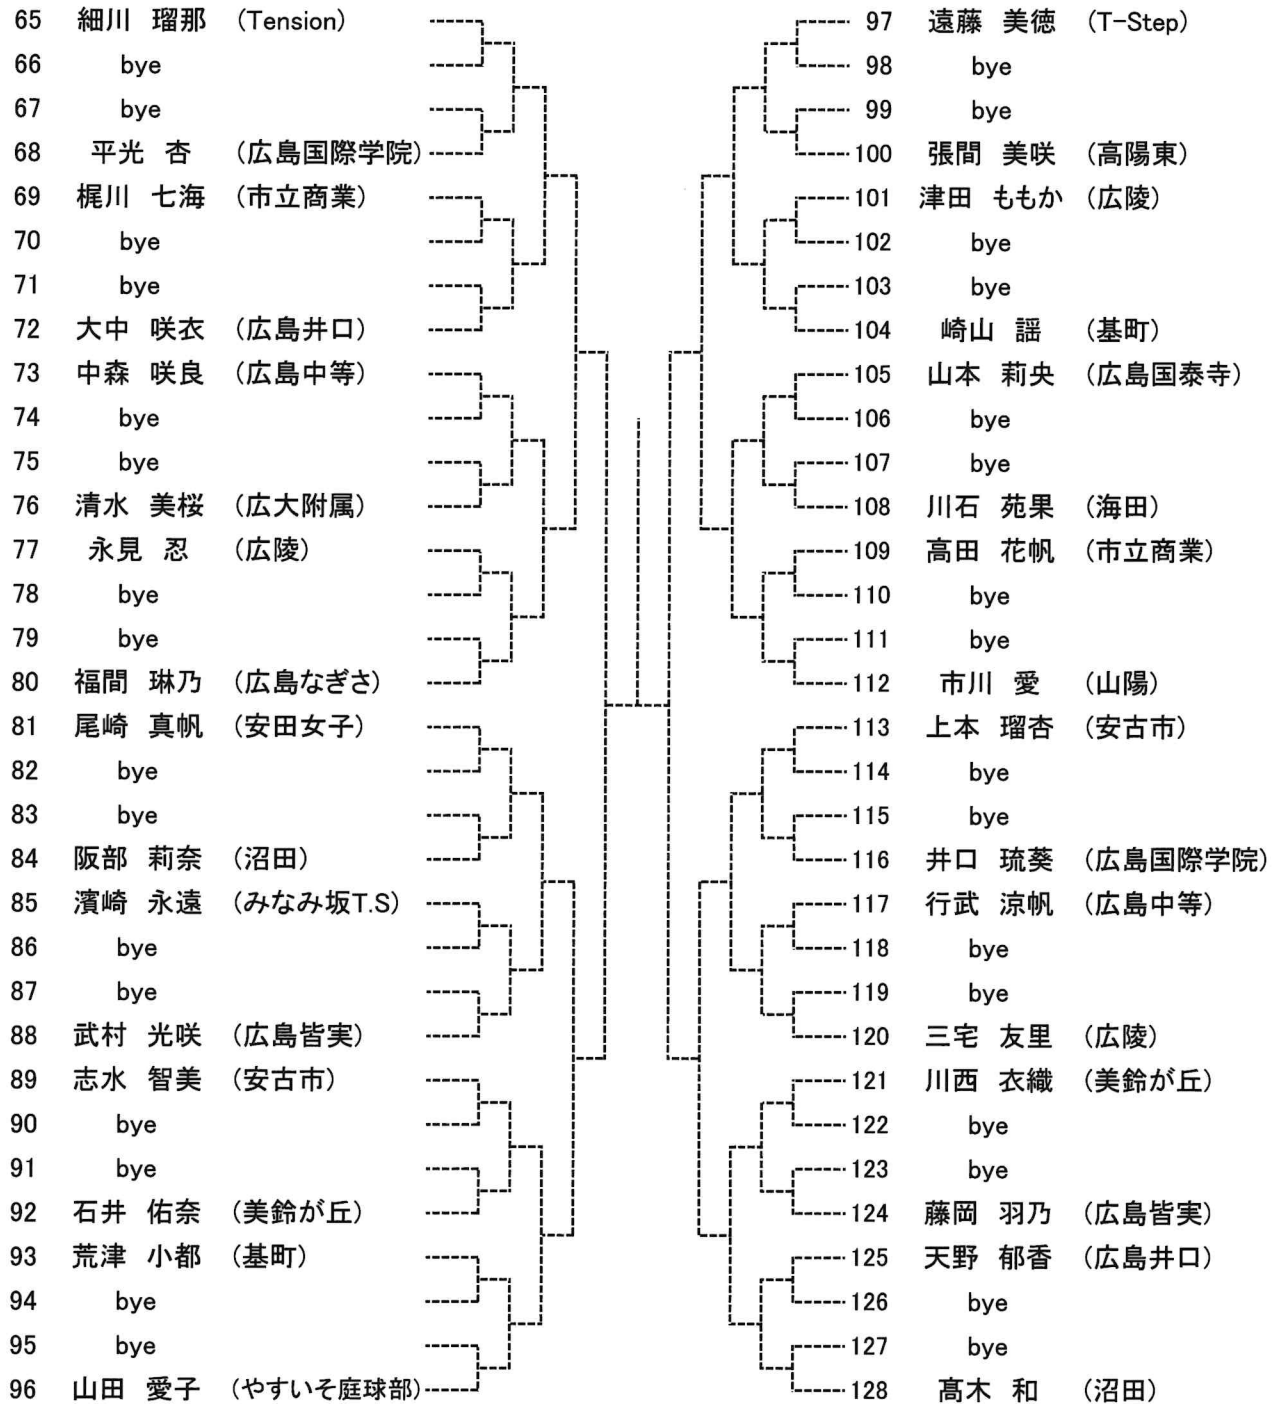 65 細川 瑠那 (Tension)
66 bye
67 bye
68 平光 杏 (広島国際学院)
69 梶川 七海 (市立商業)
70 bye
71 bye
72 大中 咲衣 (広島井口)
73 中森 咲良 (広島中等)
74 bye
75 bye
76 清水 美桜 (広大附属)
77 永見 忍 (広陵)
78 bye
79 bye
80 福間 琳乃 (広島なぎさ)
81 尾崎 真帆 (安田女子)
82 bye
83 bye
84 阪部 莉奈 (沼田)
85 濱崎 永遠 (みなみ坂T.S)
86 bye
87 bye
88 武村 光咲 (広島皆実)
89 志水 智美 (安古市)
90 bye
91 bye
92 石井 佑奈 (美鈴が丘)
93 荒津 小都 (基町)
94 bye
95 bye
96 山田 愛子 (やすいそ庭球部)
97 遠藤 美徳 (T-Step)
98 bye
99 bye
100 張間 美咲 (高陽東)
101 津田 ももか (広陵)
102 bye
103 bye
104 崎山 謡 (基町)
105 山本 莉央 (広島国泰寺)
106 bye
107 bye
108 川石 苑果 (海田)
109 高田 花帆 (市立商業)
110 bye
111 bye
112 市川 愛 (山陽)
113 上本 瑠杏 (安古市)
114 bye
115 bye
116 井口 琉葵 (広島国際学院)
117 行武 涼帆 (広島中等)
118 bye
119 bye
120 三宅 友里 (広陵)
121 川西 衣織 (美鈴が丘)
122 bye
123 bye
124 藤岡 羽乃 (広島皆実)
125 天野 郁香 (広島井口)
126 bye
127 bye
128 髙木 和 (沼田)